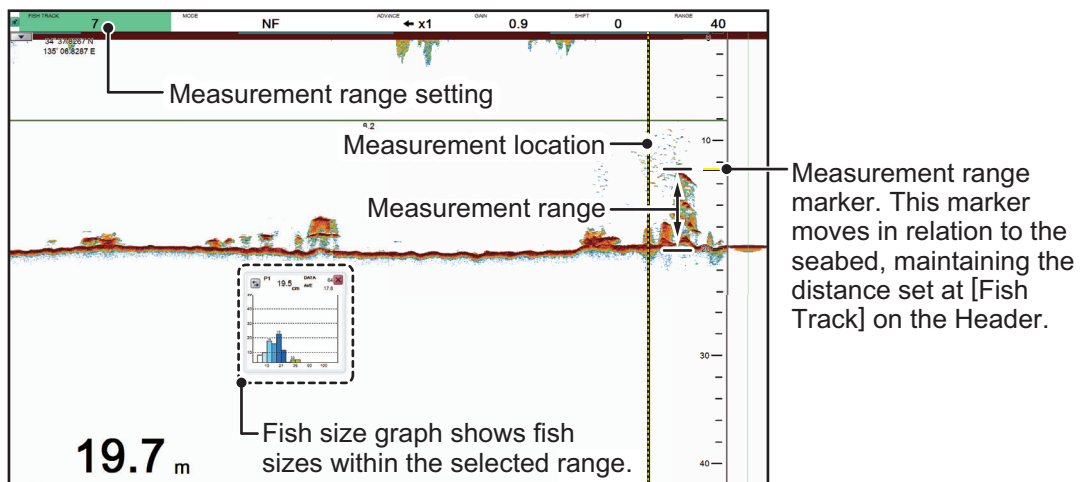 FISH TRACK 7 MODE NF ADVANCE ← x1 GAIN 0.9 SHIFT 0 RANGE 40
135° 06.8287 E
Measurement range setting
Measurement location
10
Measurement range
Measurement range
marker. This marker
moves in relation to the
seabed, maintaining the
distance set at [Fish
Track] on the Header.
P1 19.5 cm DATA 64
AVE 17.8
30
Fish size graph shows fish
sizes within the selected range.
19.7 m
40